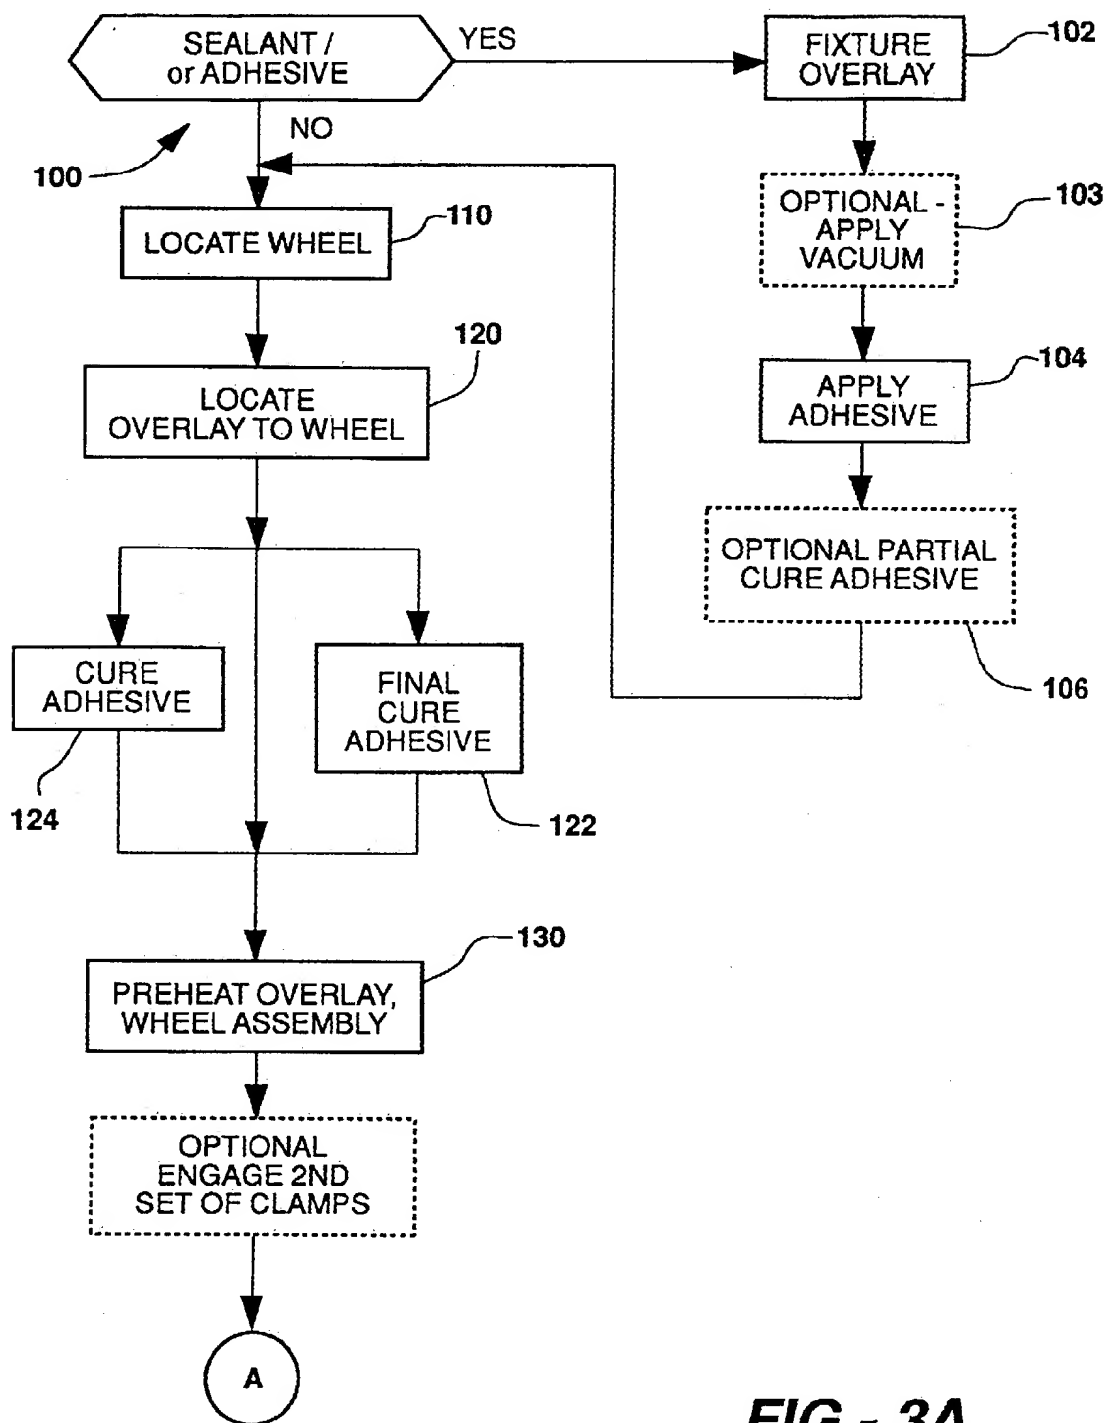 SEALANT /
or ADHESIVE
YES
NO
100
FIXTURE
OVERLAY
102
OPTIONAL -
APPLY
VACUUM
103
APPLY
ADHESIVE
104
OPTIONAL PARTIAL
CURE ADHESIVE
106
LOCATE WHEEL
110
LOCATE
OVERLAY TO WHEEL
120
CURE
ADHESIVE
124
FINAL
CURE
ADHESIVE
122
PREHEAT OVERLAY,
WHEEL ASSEMBLY
130
OPTIONAL
ENGAGE 2ND
SET OF CLAMPS
A
FIG - 3A